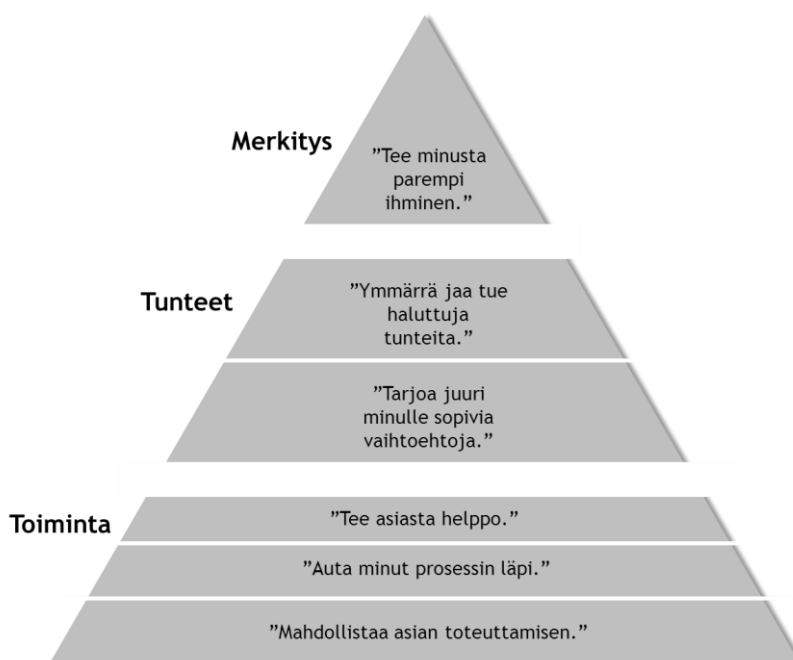 Merkitys
”Tee minusta
parempi
ihminen.”
Tunteet
”Ymmärrä jaa tue
haluttuja
tunteita.”
”Tarjoa juuri
minulle sopivia
vaihtoehtoja.”
Toiminta
”Tee asiasta helppo.”
”Auta minut prosessin läpi.”
”Mahdollistaa asian toteuttamisen.”